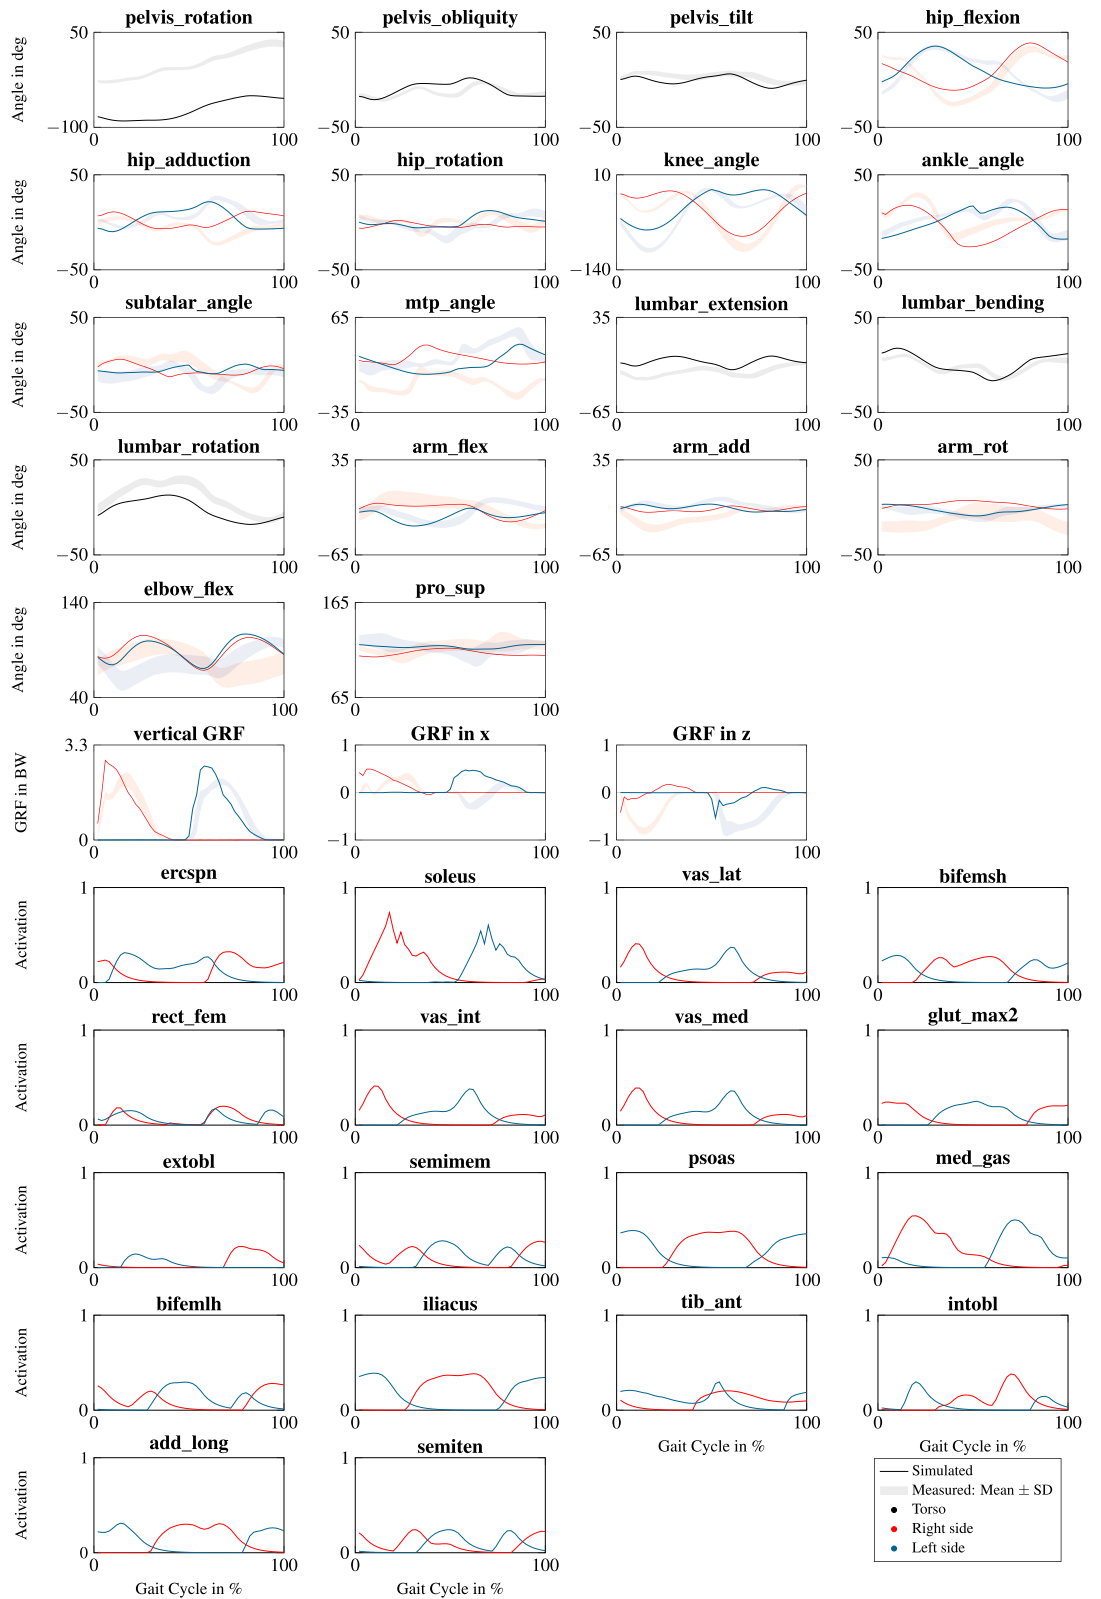 pelvis_rotation pelvis_obliquity pelvis_tilt hip_flexion
Angle in deg
50 50 50 50
−100 −50 −50 −50
0 100 0 100 0 100 0 100
hip_adduction hip_rotation knee_angle ankle_angle
Angle in deg
50 50 10 50
−50 −50 −140 −50
0 100 0 100 0 100 0 100
subtalar_angle mtp_angle lumbar_extension lumbar_bending
Angle in deg
50 65 35 50
−50 −35 −65 −50
0 100 0 100 0 100 0 100
lumbar_rotation arm_flex arm_add arm_rot
Angle in deg
50 35 35 50
−50 −65 −65 −50
0 100 0 100 0 100 0 100
elbow_flex pro_sup
Angle in deg
140 165
40 65
0 100 0 100
vertical GRF GRF in x GRF in z
GRF in BW
3.3 1 1
0 0
0 −1 −1
0 100 0 100 0 100
ercspn soleus vas_lat bifemsh
Activation
1 1 1 1
0 0 0 0
0 100 0 100 0 100 0 100
rect_fem vas_int vas_med glut_max2
Activation
1 1 1 1
0 0 0 0
0 100 0 100 0 100 0 100
extobl semimem psoas med_gas
Activation
1 1 1 1
0 0 0 0
0 100 0 100 0 100 0 100
bifemlh iliacus tib_ant intobl
Activation
1 1 1 1
0 0 0 0
0 100 0 100 0 100 0 100
Gait Cycle in % Gait Cycle in %
add_long semiten
Activation
1 1
0 0
0 100 0 100
Gait Cycle in % Gait Cycle in %
Simulated
Measured: Mean ± SD
Torso
Right side
Left side